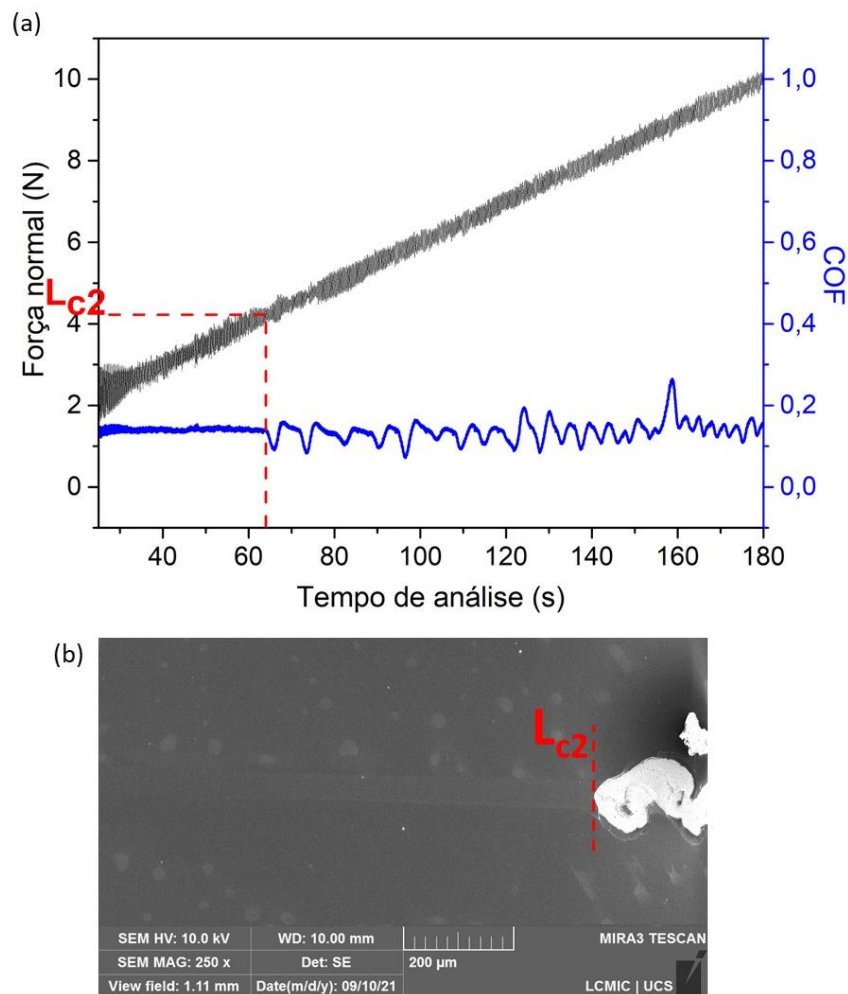 (a)
10
8
6
4
2
0
Força normal (N)
Lc2
1,0
0,8
0,6
0,4
0,2
0,0
COF
40 60 80 100 120 140 160 180
Tempo de análise (s)
(b)
Lc2
SEM HV: 10.0 kV WD: 10.00 mm MIRA3 TESCAN
SEM MAG: 250 x Det: SE 200 µm
View field: 1.11 mm Date(m/d/y): 09/10/21 LCMIC | UCS